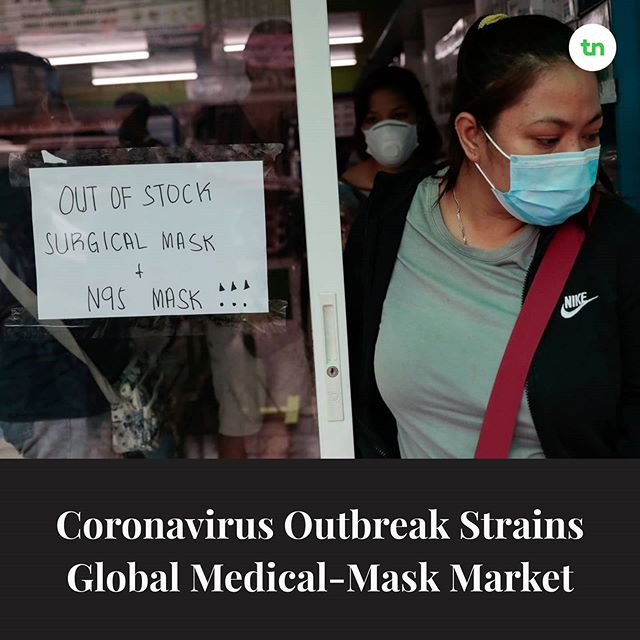 tn
OUT OF STOCK
SURGICAL MASK
+
N95 MASK !!!
NIKE
Coronavirus Outbreak Strains
Global Medical-Mask Market